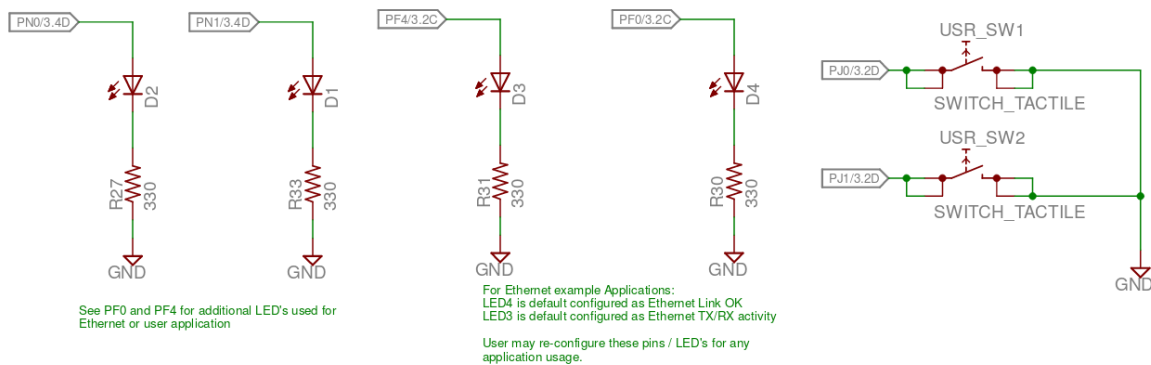 PN0/3.4D
D2
R27
330
GND
PN1/3.4D
D1
R33
330
GND
See PF0 and PF4 for additional LED's used for
Ethernet or user application
PF4/3.2C
D3
R31
330
GND
PF0/3.2C
D4
R30
330
GND
For Ethernet example Applications:
LED4 is default configured as Ethernet Link OK
LED3 is default configured as Ethernet TX/RX activity
User may re-configure these pins / LED's for any
application usage.
USR_SW1
PJ0/3.2D
SWITCH_TACTILE
USR_SW2
PJ1/3.2D
SWITCH_TACTILE
GND